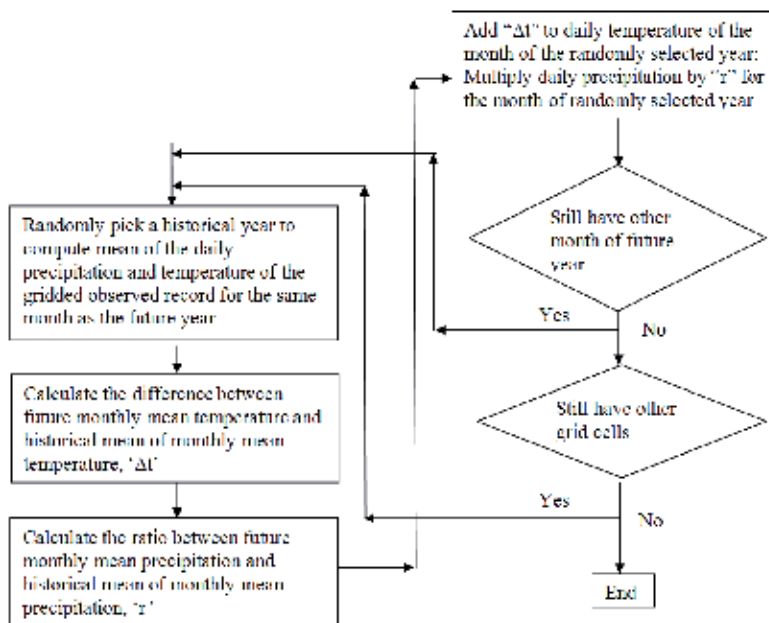 Randomly pick a historical year to
compute mean of the daily
precipitation and temperature of the
gridded observed record for the same
month as the future year
Calculate the difference between
future monthly mean temperature and
historical mean of monthly mean
temperature, 'Δt'
Calculate the ratio between future
monthly mean precipitation and
historical mean of monthly mean
precipitation, 'r'
Add "Δt" to daily temperature of the
month of the randomly selected year:
Multiply daily precipitation by "r" for
the month of randomly selected year
Still have other
month of future
year
Yes
No
Still have other
grid cells
Yes
No
End